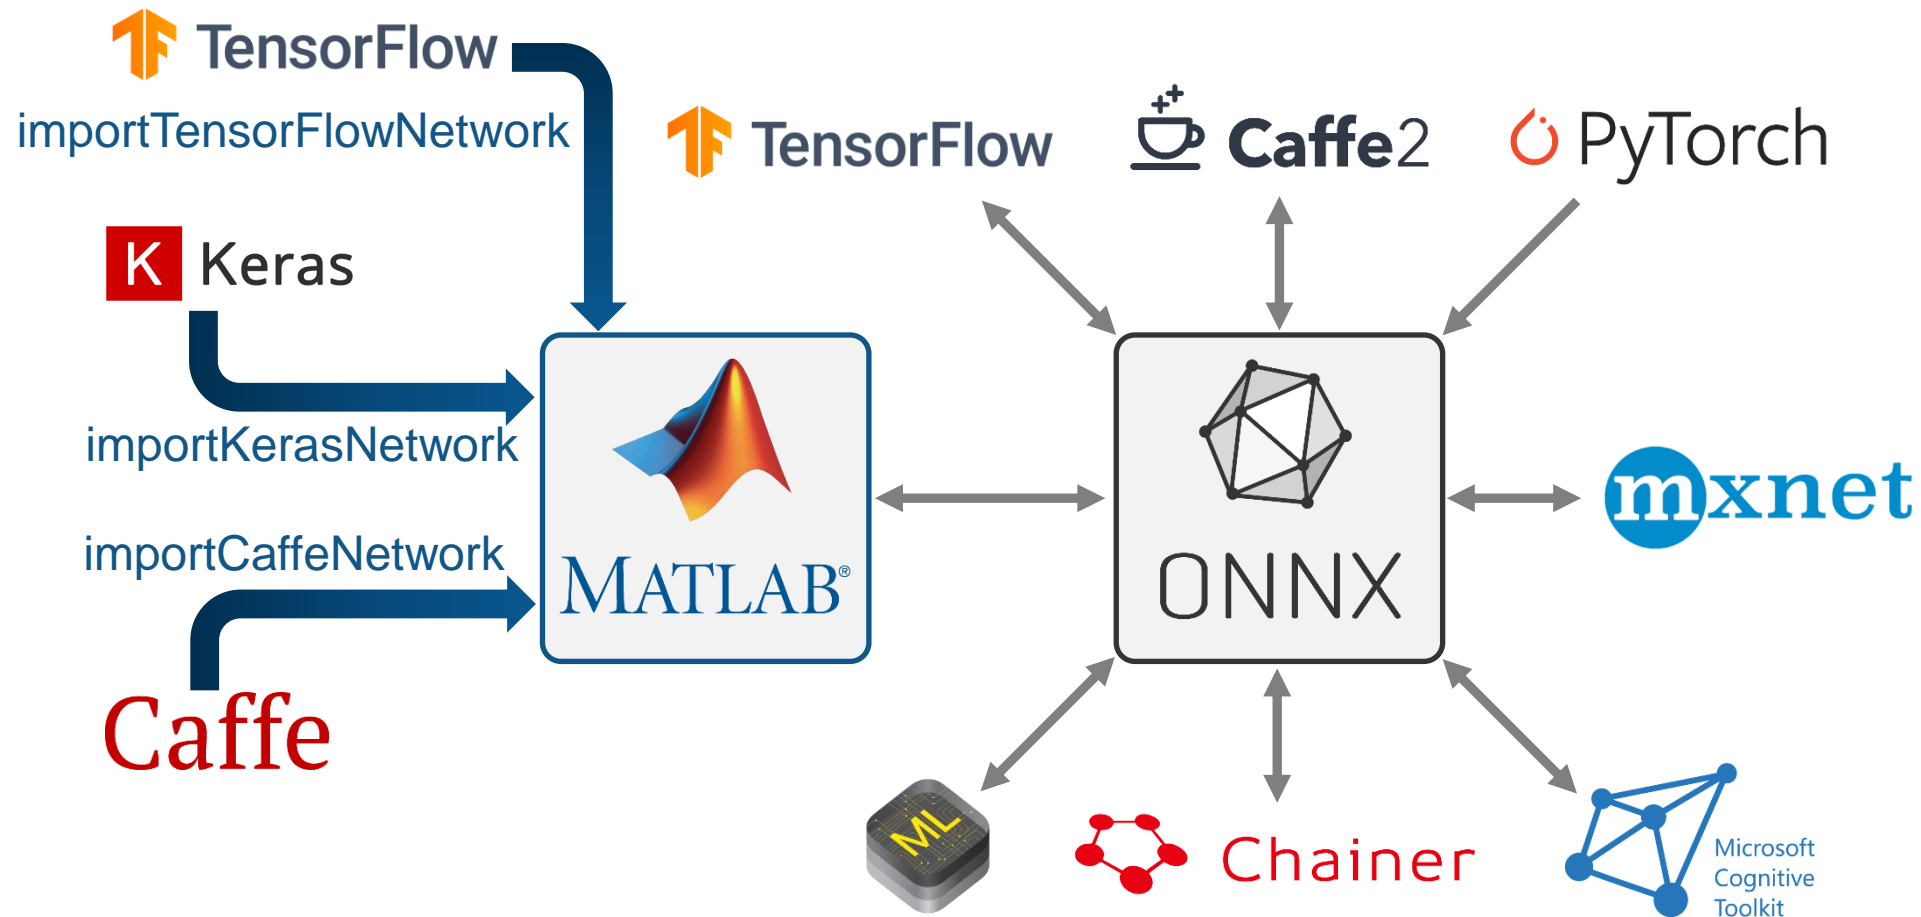 TensorFlow
importTensorFlowNetwork
TensorFlow
Caffe2
PyTorch
K Keras
importKerasNetwork
importCaffeNetwork
MATLAB®
ONNX
mxnet
Caffe
ML
Chainer
Microsoft
Cognitive
Toolkit